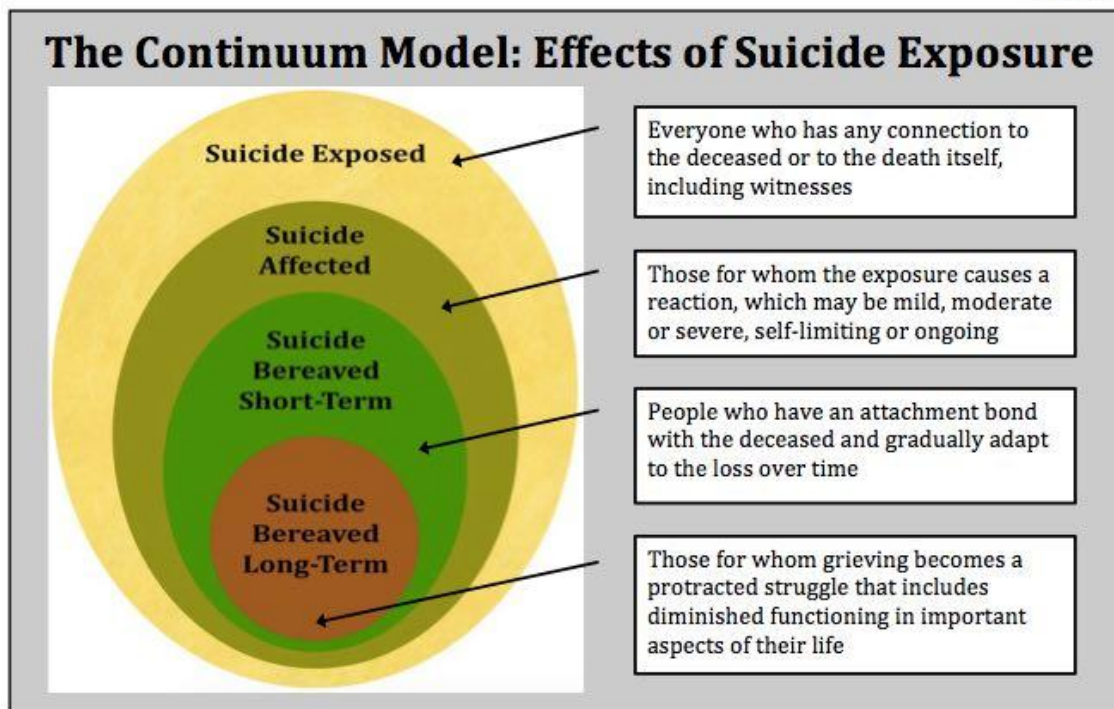 The Continuum Model: Effects of Suicide Exposure
Suicide Exposed
Everyone who has any connection to
the deceased or to the death itself,
including witnesses
Suicide
Affected
Those for whom the exposure causes a
reaction, which may be mild, moderate
or severe, self-limiting or ongoing
Suicide
Bereaved
Short-Term
People who have an attachment bond
with the deceased and gradually adapt
to the loss over time
Suicide
Bereaved
Long-Term
Those for whom grieving becomes a
protracted struggle that includes
diminished functioning in important
aspects of their life